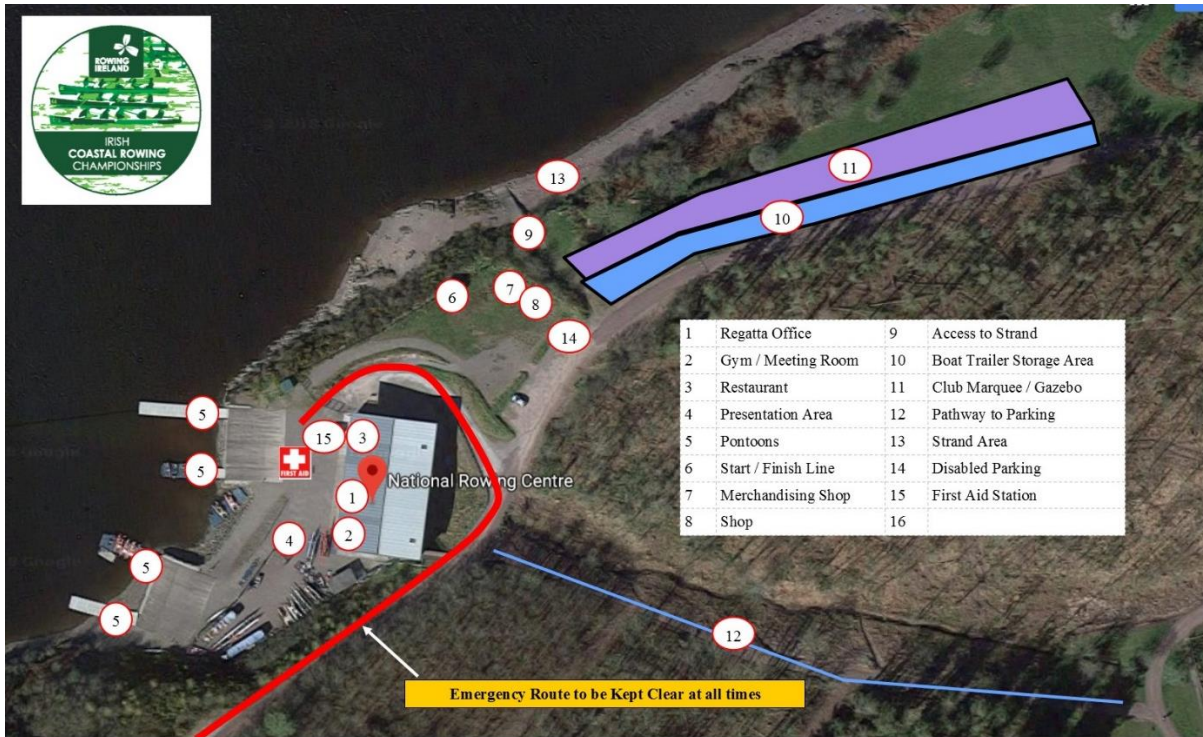 ROWING
IRELAND
IRISH
COASTAL ROWING
CHAMPIONSHIPS
13
11
9
10
7
6
8
14
5
15
3
FIRST AID
5
National Rowing Centre
1
2
4
5
5
12
1 Regatta Office 9 Access to Strand
2 Gym / Meeting Room 10 Boat Trailer Storage Area
3 Restaurant 11 Club Marquee / Gazebo
4 Presentation Area 12 Pathway to Parking
5 Pontoons 13 Strand Area
6 Start / Finish Line 14 Disabled Parking
7 Merchandising Shop 15 First Aid Station
8 Shop 16
Emergency Route to be Kept Clear at all times